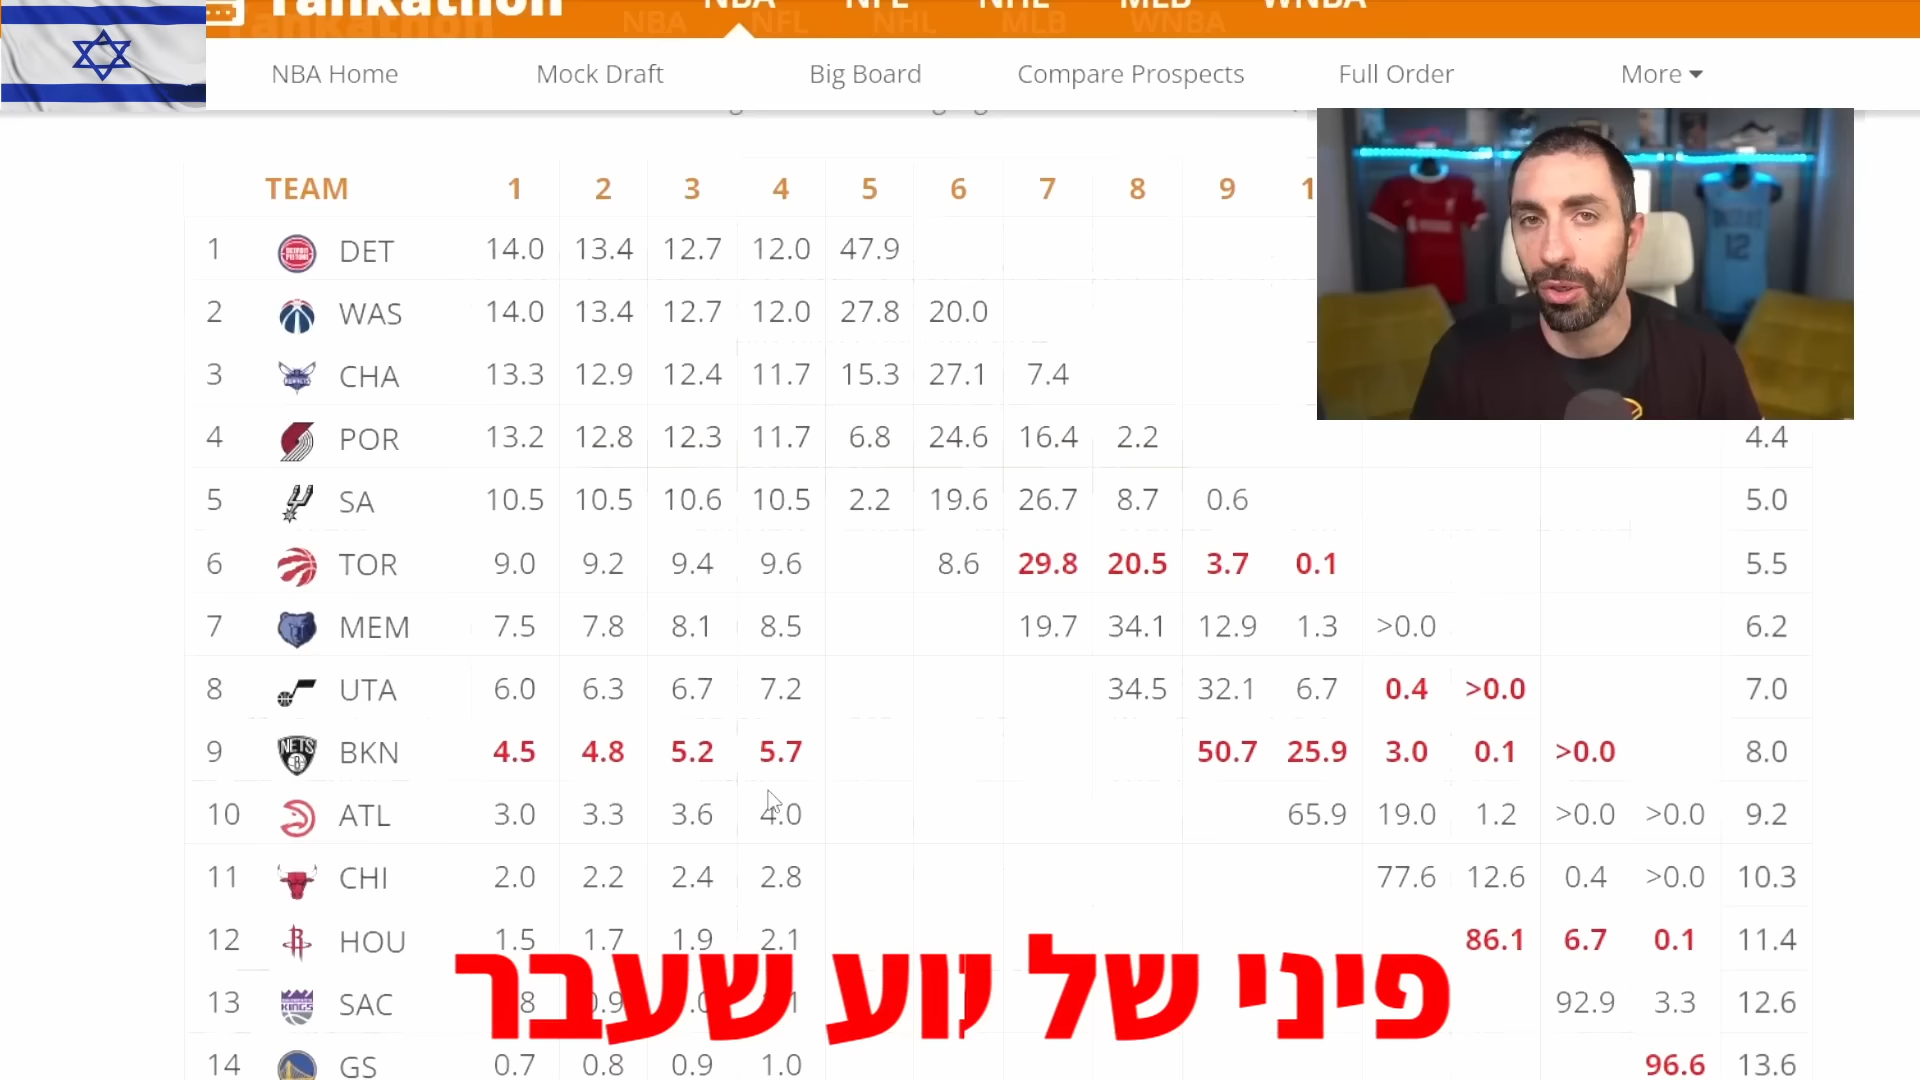 Tankathon
NBA NFL NHL MLB WNBA
NBA Home Mock Draft Big Board Compare Prospects Full Order More
TEAM 1 2 3 4 5 6 7 8 9 1
1 DET 14.0 13.4 12.7 12.0 47.9
2 WAS 14.0 13.4 12.7 12.0 27.8 20.0
3 CHA 13.3 12.9 12.4 11.7 15.3 27.1 7.4
4 POR 13.2 12.8 12.3 11.7 6.8 24.6 16.4 2.2 4.4
5 SA 10.5 10.5 10.6 10.5 2.2 19.6 26.7 8.7 0.6 5.0
6 TOR 9.0 9.2 9.4 9.6 8.6 29.8 20.5 3.7 0.1 5.5
7 MEM 7.5 7.8 8.1 8.5 19.7 34.1 12.9 1.3 >0.0 6.2
8 UTA 6.0 6.3 6.7 7.2 34.5 32.1 6.7 0.4 >0.0 7.0
9 BKN 4.5 4.8 5.2 5.7 50.7 25.9 3.0 0.1 >0.0 8.0
10 ATL 3.0 3.3 3.6 4.0 65.9 19.0 1.2 >0.0 >0.0 9.2
11 CHI 2.0 2.2 2.4 2.8 77.6 12.6 0.4 >0.0 10.3
12 HOU 1.5 1.7 1.9 2.1 86.1 6.7 0.1 11.4
13 SAC 92.9 3.3 12.6
פיני של יוע שעבר
14 GS 0.7 0.8 0.9 1.0 96.6 13.6